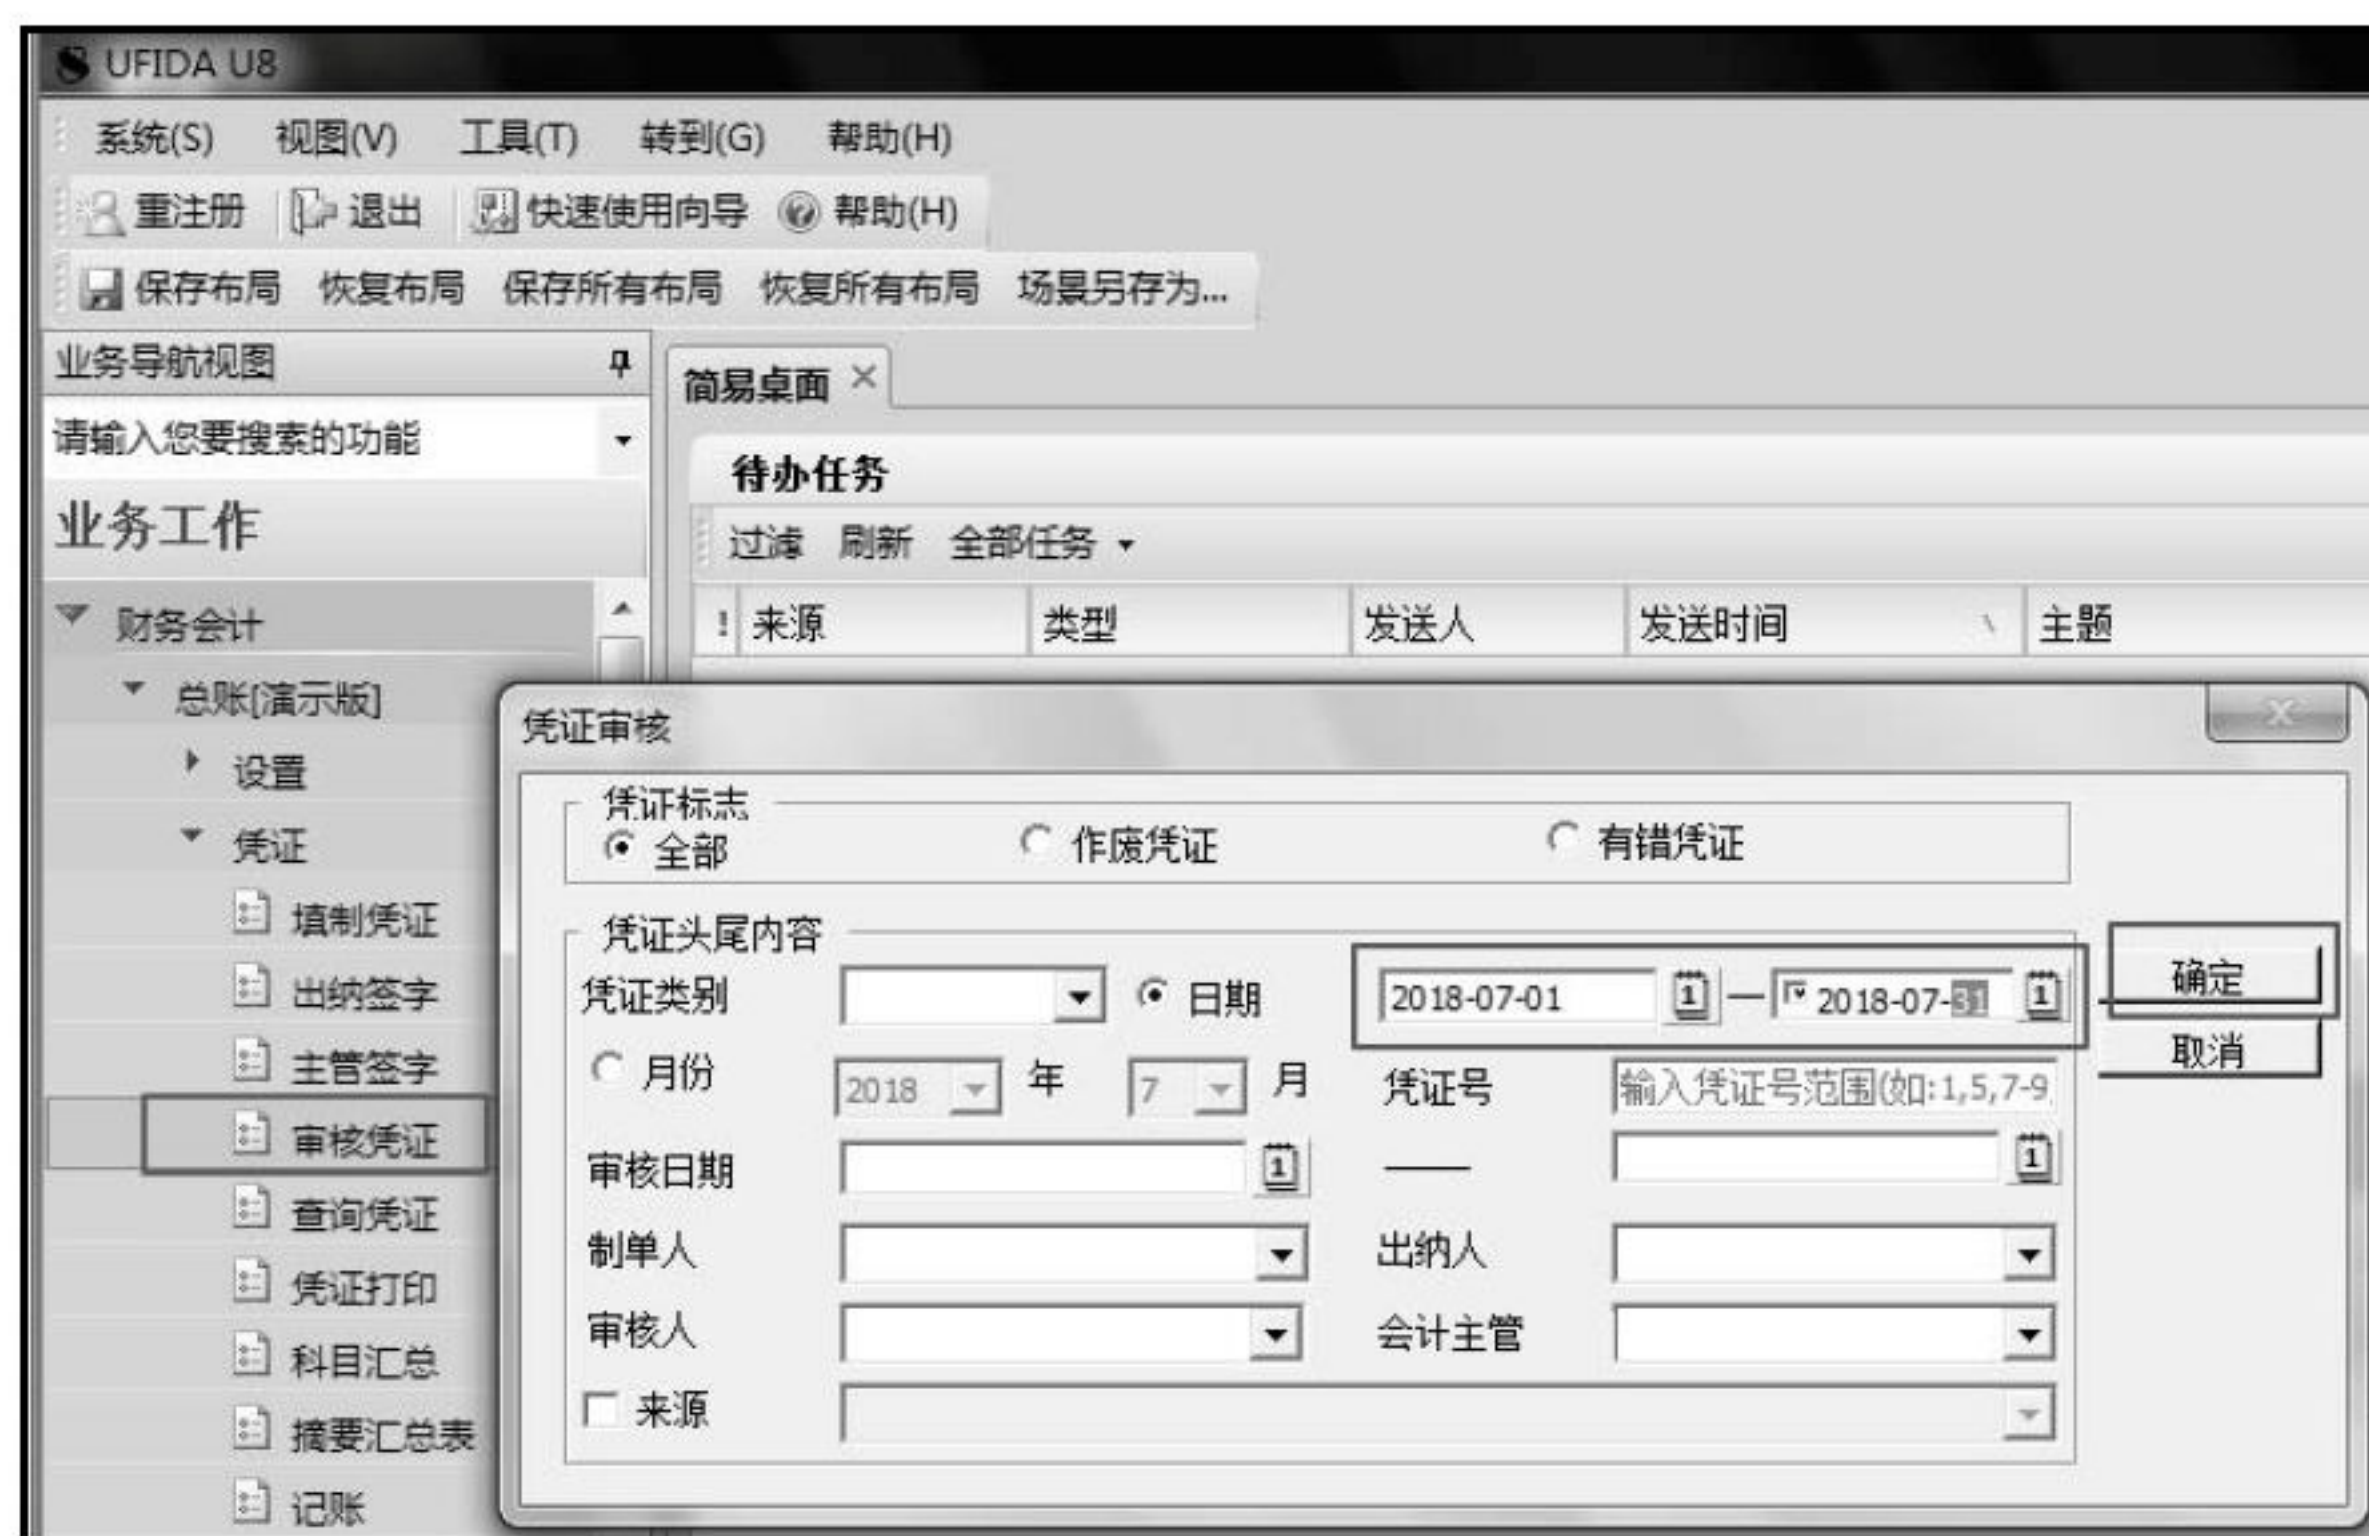 UFIDA U8
系统(S) 视图(V) 工具(T) 转到(G) 帮助(H)
重注册 退出 快速使用向导 帮助(H)
保存布局 恢复布局 保存所有布局 恢复所有布局 场景另存为...
业务导航视图
请输入您要搜索的功能
业务工作
财务会计
总账[演示版]
设置
凭证
填制凭证
出纳签字
主管签字
审核凭证
查询凭证
凭证打印
科目汇总
摘要汇总表
记账
简易桌面
待办任务
过滤 刷新 全部任务
! 来源 类型 发送人 发送时间 主题
凭证审核
凭证标志
全部 作废凭证 有错凭证
凭证头尾内容
凭证类别 日期 2018-07-01 — 2018-07-31 确定
月份 2018 年 7 月 凭证号 输入凭证号范围(如:1,5,7-9 取消
审核日期 ——
制单人 出纳人
审核人 会计主管
来源